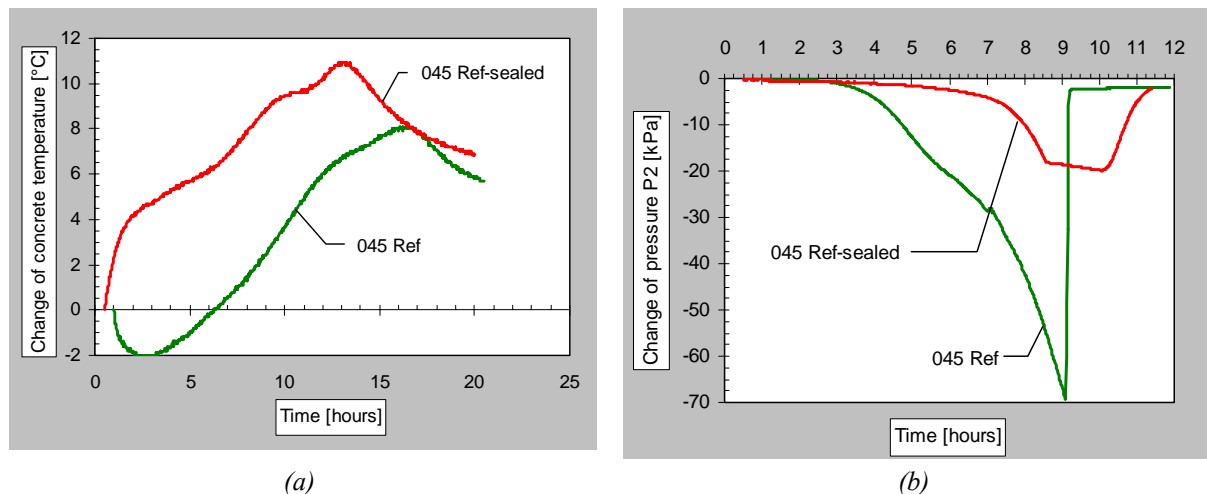 Change of concrete temperature [°C]
12
10
8
6
4
2
0
-2
0 5 10 15 20 25
Time [hours]
045 Ref-sealed
045 Ref
(a)
0 1 2 3 4 5 6 7 8 9 10 11 12
Change of pressure P2 [kPa]
0
-10
-20
-30
-40
-50
-60
-70
045 Ref-sealed
045 Ref
Time [hours]
(b)